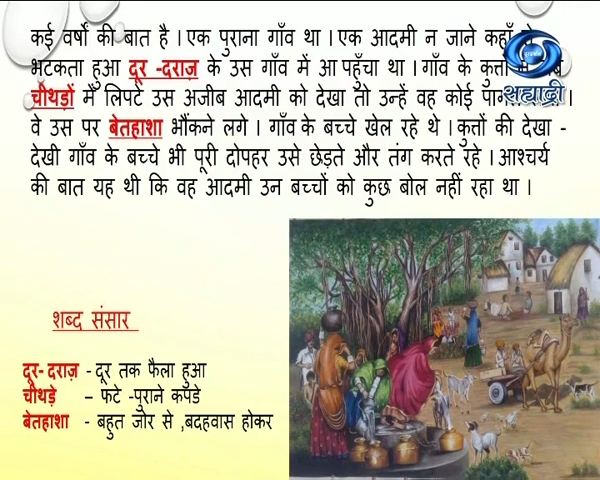 कई वर्षों की बात है । एक पुराना गाँव था । एक आदमी न जाने कहाँ
भटकता हुआ दूर -दराज़ के उस गाँव में आ पहुँचा था । गाँव के कुत्तों
चीथड़ों में लिपटे उस अजीब आदमी को देखा तो उन्हें वह कोई
वे उस पर बेतहाशा भौंकने लगे । गाँव के बच्चे खेल रहे थे । कुत्तों की देखा -
देखी गाँव के बच्चे भी पूरी दोपहर उसे छेड़ते और तंग करते रहे । आश्चर्य
की बात यह थी कि वह आदमी उन बच्चों को कुछ बोल नहीं रहा था ।
सह्याद्री
शब्द संसार
दूर- दराज़ - दूर तक फैला हुआ
चीथड़े – फटे -पुराने कपडे
बेतहाशा - बहुत जोर से ,बदहवास होकर